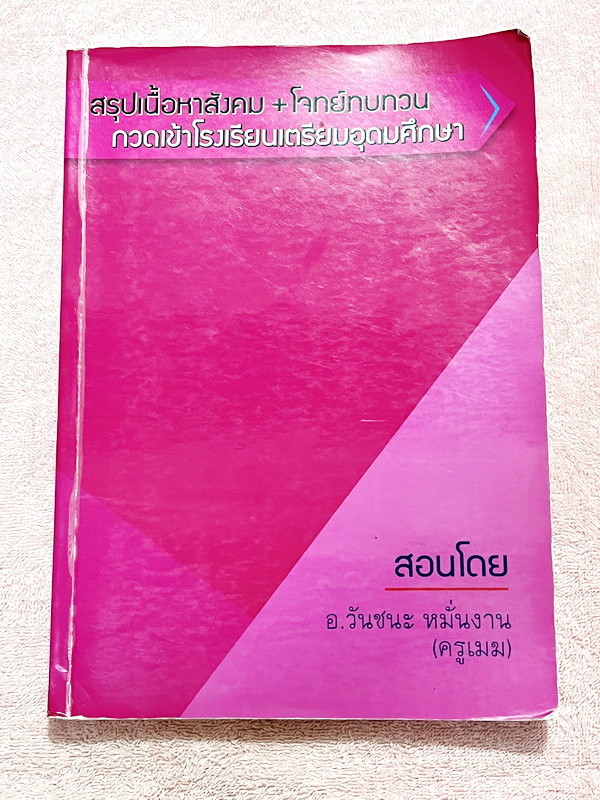 สรุปเนื้อหาสังคม + โจทย์ทบทวน
กวดเข้าโรงเรียนเตรียมอุดมศึกษา
สอนโดย
อ.วันชนะ หมั่นงาน
(ครูเมฆ)